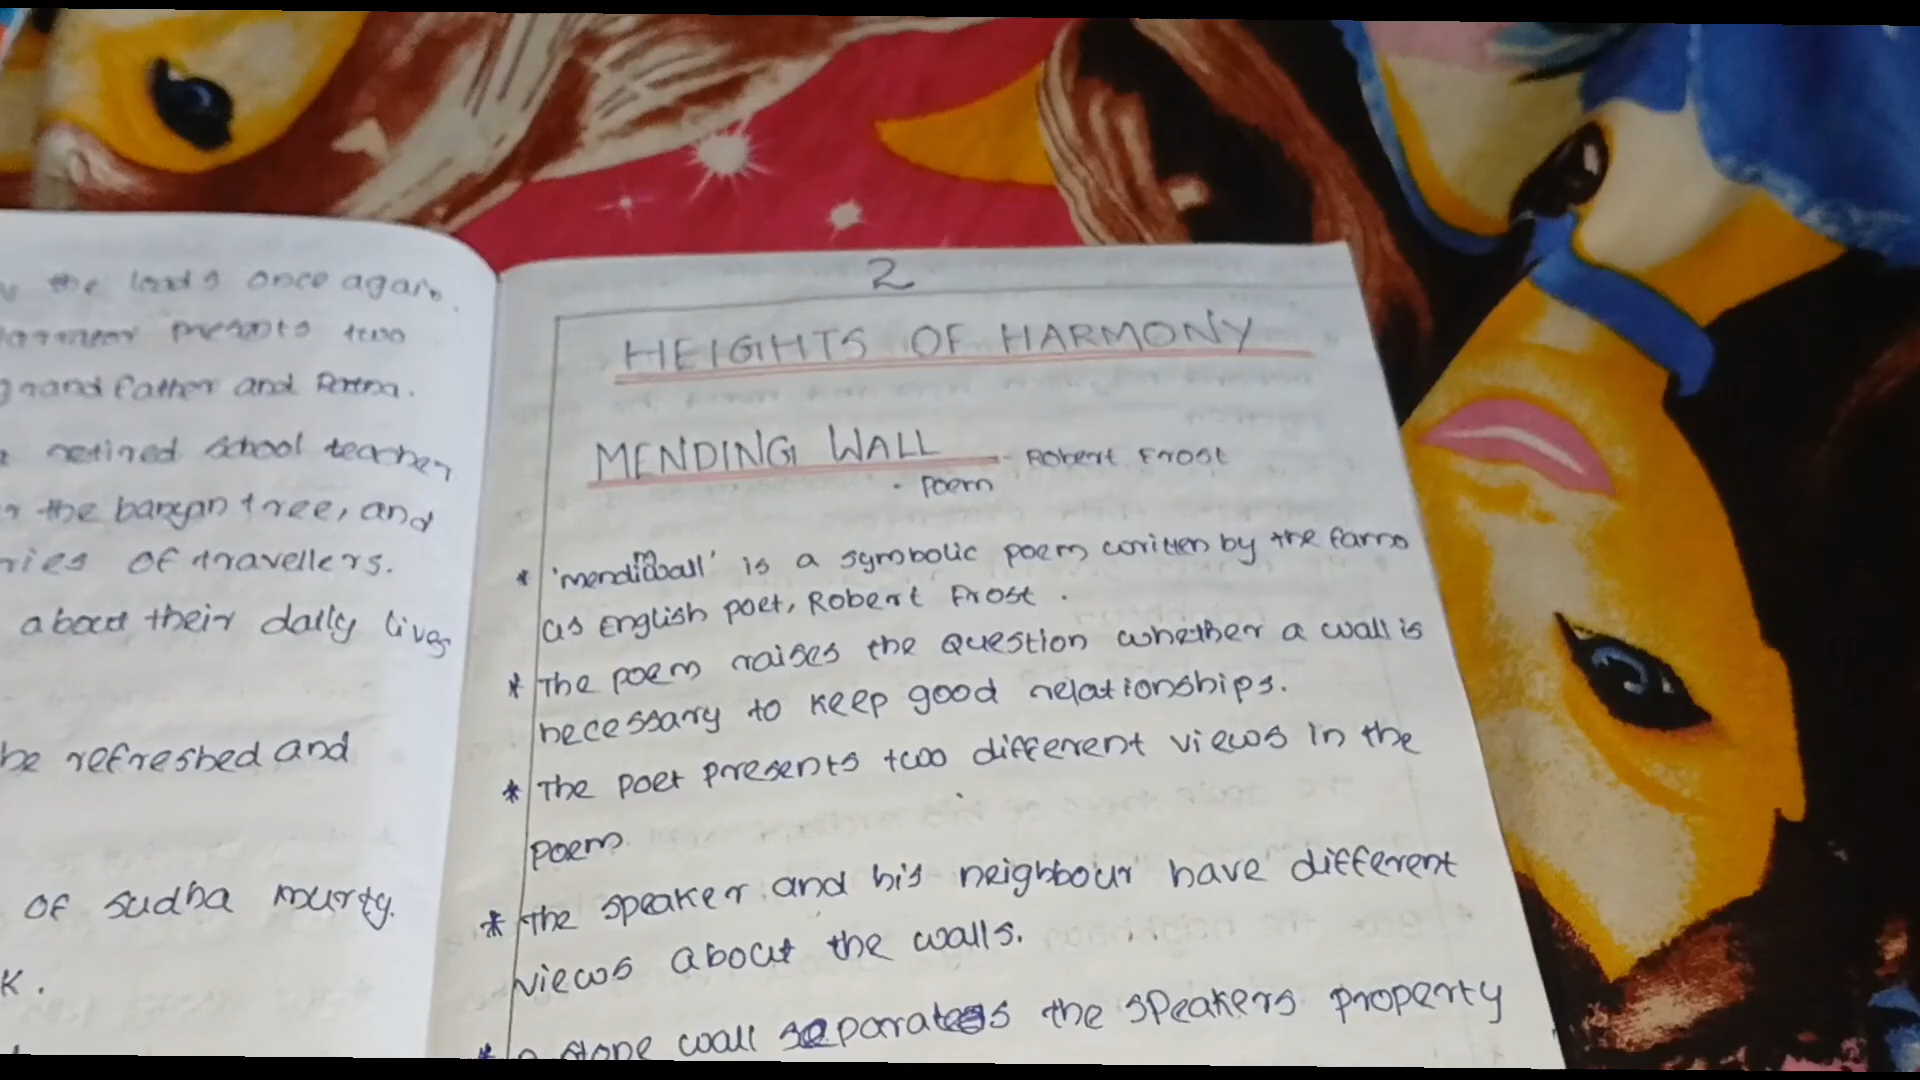 the lands once again.
presents two
grand father and Ratna.
retired school teacher
the banyan tree, and
ries of travellers.
about their daily lives
be refreshed and
of sudha murty.
K.
2
HEIGHTS OF HARMONY
MENDING WALL - Robert Frost
- Poem
* 'mending wall' is a symbolic poem written by the famo
us English poet, Robert Frost.
* The poem raises the question whether a wall is
necessary to keep good relationships.
* The poet presents two different views in the
poem.
* The speaker and his neighbour have different
views about the walls.
* A stone wall separates the speakers property